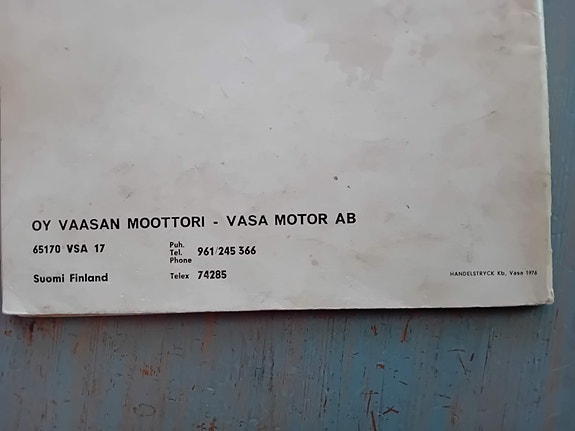 OY VAASAN MOOTTORI - VASA MOTOR AB
65170 VSA 17
Puh.
Tel. 961/245 366
Phone
Suomi Finland
Telex 74285
HANDELSTRYCK Kb, Vasa 1976